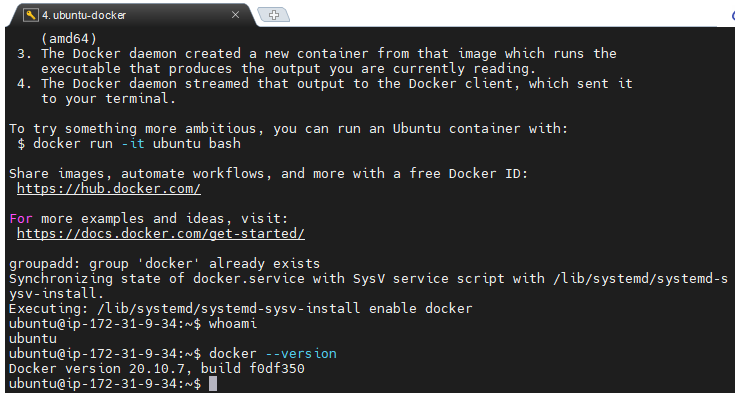 4. ubuntu-docker
(amd64)
3. The Docker daemon created a new container from that image which runs the
executable that produces the output you are currently reading.
4. The Docker daemon streamed that output to the Docker client, which sent it
to your terminal.
To try something more ambitious, you can run an Ubuntu container with:
$ docker run -it ubuntu bash
Share images, automate workflows, and more with a free Docker ID:
https://hub.docker.com/
For more examples and ideas, visit:
https://docs.docker.com/get-started/
groupadd: group 'docker' already exists
Synchronizing state of docker.service with SysV service script with /lib/systemd/systemd-s
ysv-install.
Executing: /lib/systemd/systemd-sysv-install enable docker
ubuntu@ip-172-31-9-34:~$ whoami
ubuntu
ubuntu@ip-172-31-9-34:~$ docker --version
Docker version 20.10.7, build f0df350
ubuntu@ip-172-31-9-34:~$